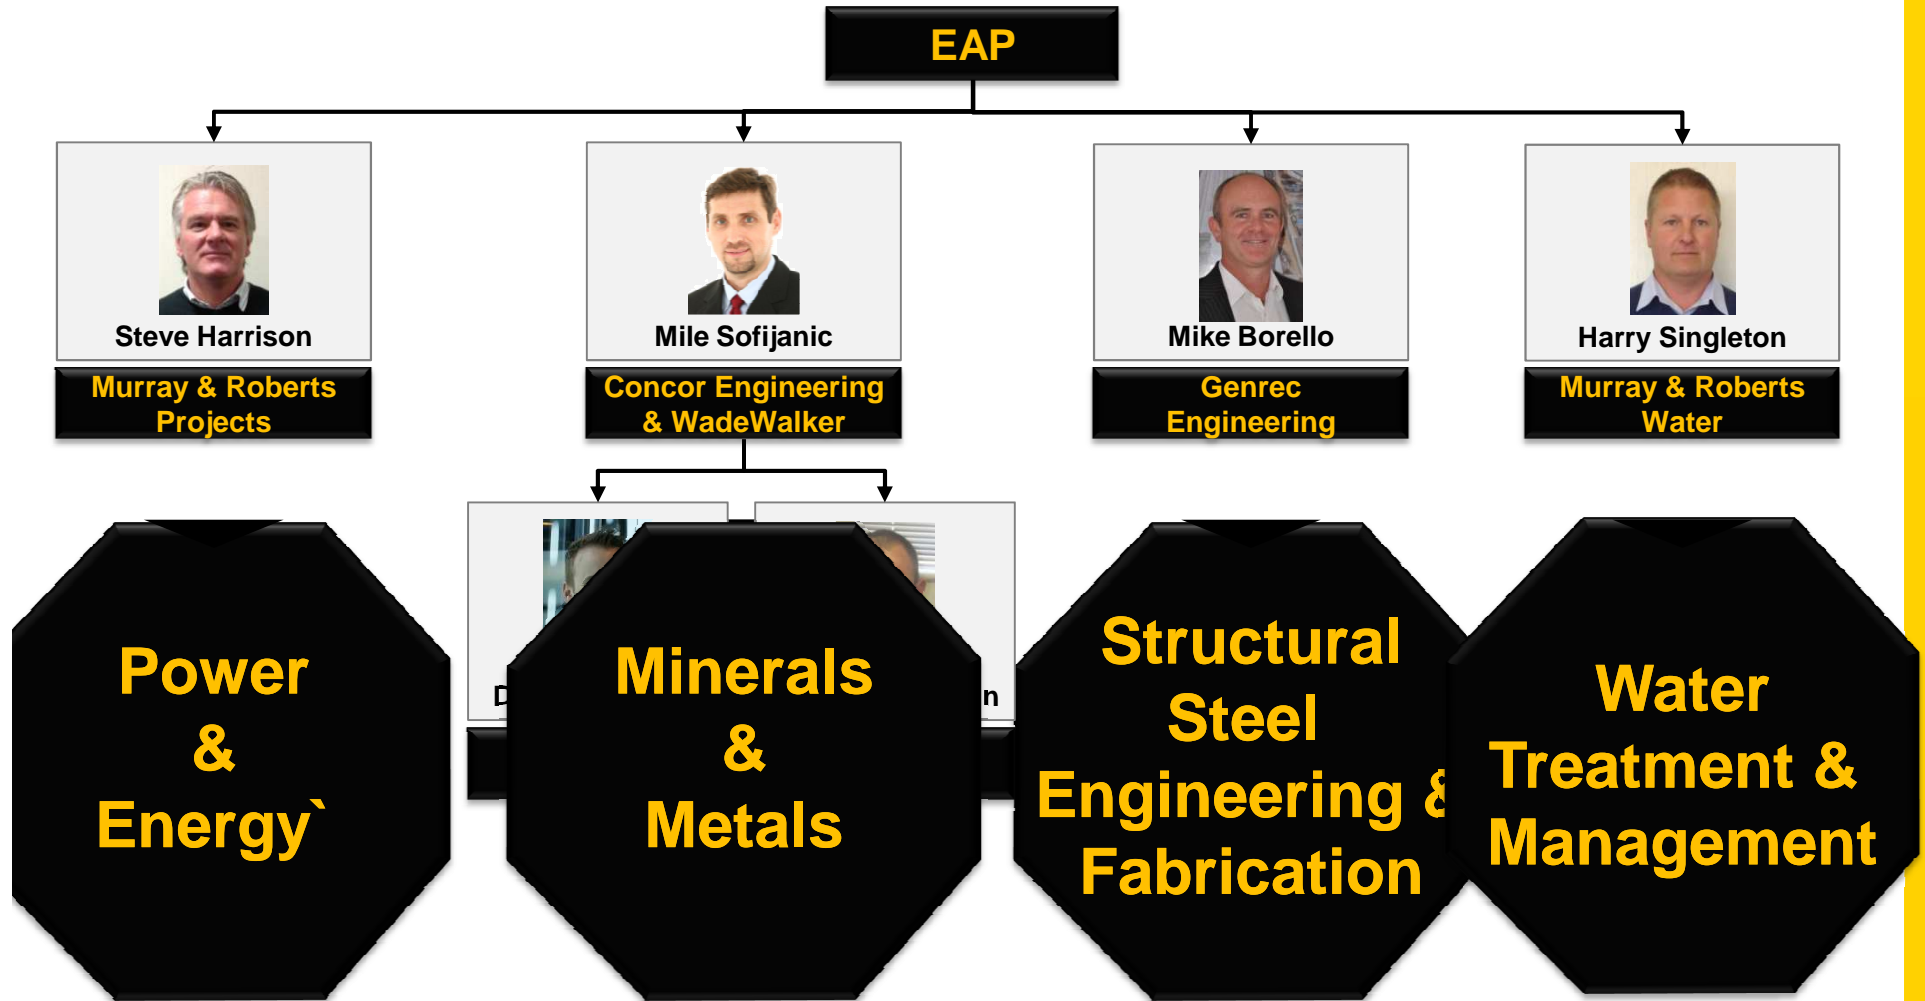 EAP
Steve Harrison
Mile Sofijanic
Mike Borello
Harry Singleton
Murray & Roberts
Projects
Concor Engineering
& WadeWalker
Genrec
Engineering
Murray & Roberts
Water
Power
&
Energy`
Minerals
&
Metals
Structural
Steel
Engineering &
Fabrication
Water
Treatment &
Management